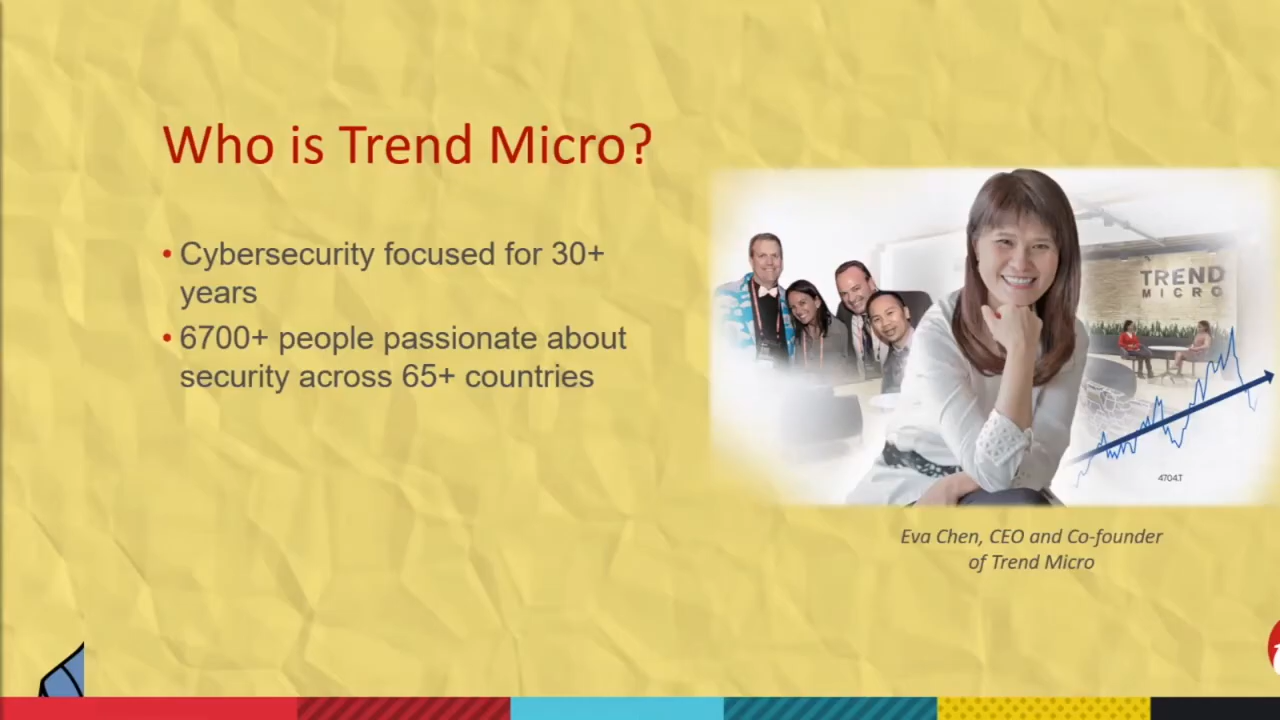 Who is Trend Micro?
• Cybersecurity focused for 30+
years
• 6700+ people passionate about
security across 65+ countries
TREND
MICRO
4704.T
Eva Chen, CEO and Co-founder
of Trend Micro